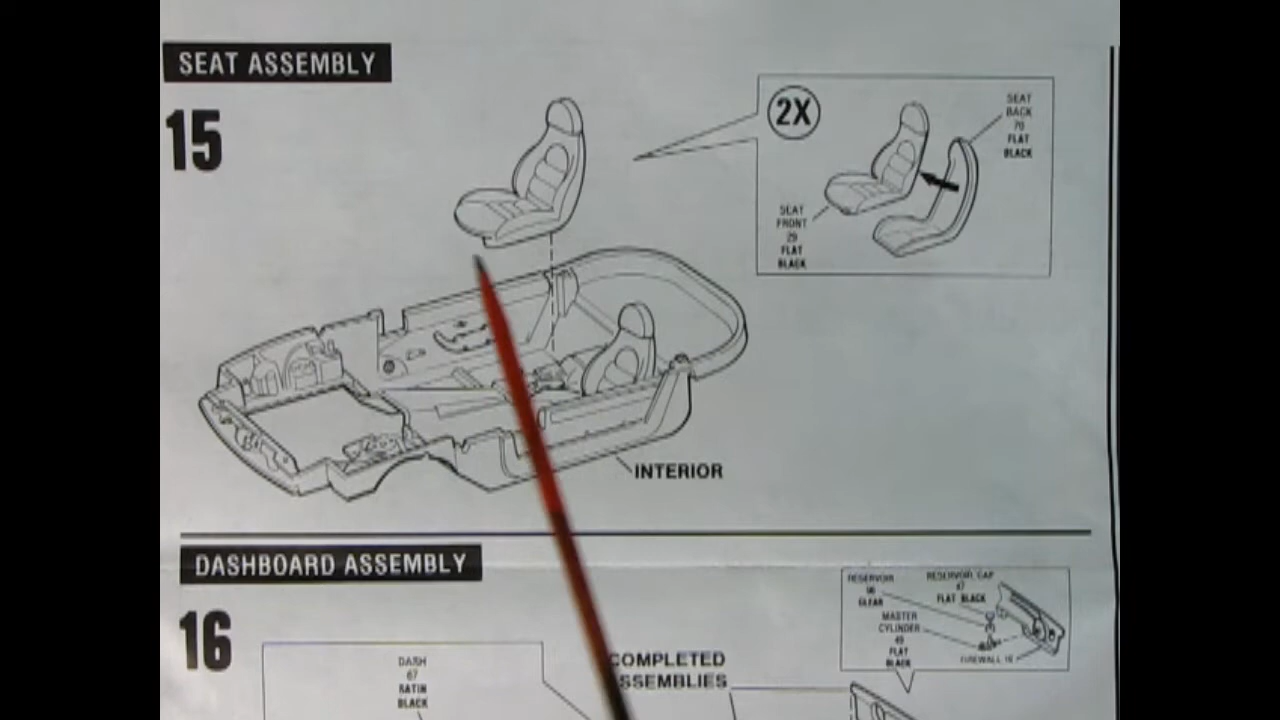 SEAT ASSEMBLY
15
2X
SEAT
BACK
70
FLAT
BLACK
SEAT
FRONT
29
FLAT
BLACK
INTERIOR
DASHBOARD ASSEMBLY
16
DASH
67
SATIN
BLACK
COMPLETED
ASSEMBLIES
RESERVOIR
CLEAR
RESERVOIR CAP
47
FLAT BLACK
MASTER
CYLINDER
49
FLAT
BLACK
FIREWALL